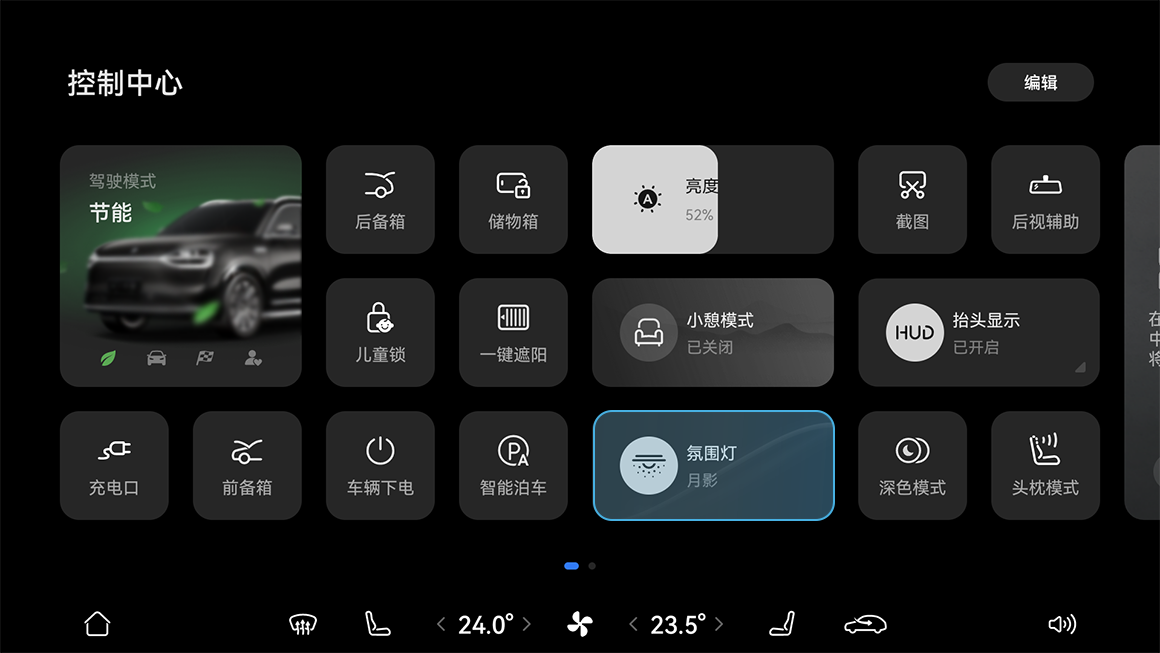 控制中心
编辑
驾驶模式
节能
后备箱
储物箱
A
亮度
52%
截图
后视辅助
儿童锁
一键遮阳
小憩模式
已关闭
HUD
抬头显示
已开启
在
中
将
充电口
前备箱
车辆下电
P
A
智能泊车
氛围灯
月影
深色模式
头枕模式
24.0°
23.5°